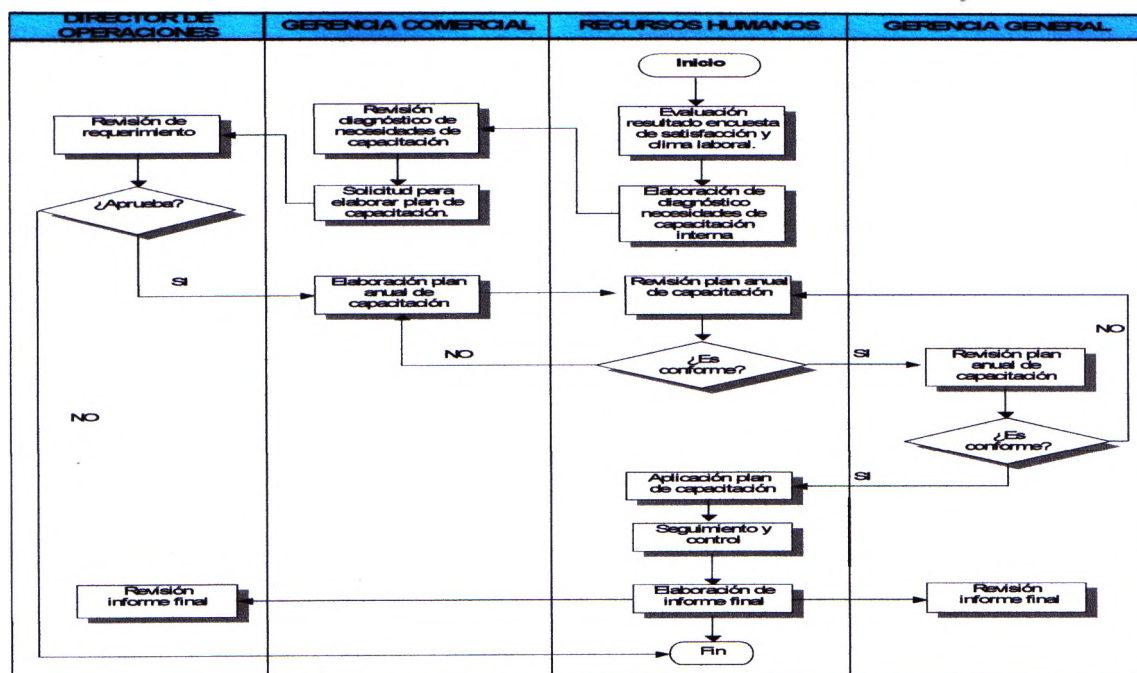 DIRECTOR DE
OPERACIONES
GERENCIA COMERCIAL
RECURSOS HUMANOS
GERENCIA GENERAL
Inicio
Revisión de
requerimiento
Revisión
diagnóstico de
necesidades de
capacitación
Evaluación
resultado encuesta
de satisfacción y
clima laboral.
¿Aprueba?
Solicitud para
elaborar plan de
capacitación.
Elaboración de
diagnóstico
necesidades de
capacitación
interna
SI
Elaboración plan
anual de
capacitación
Revisión plan anual
de capacitación
NO
NO
¿Es
conforme?
SI
Revisión plan
anual de
capacitación
NO
¿Es
conforme?
Aplicación plan
de capacitación
SI
Seguimiento y
control
Revisión
informe final
Elaboración de
informe final
Revisión
informe final
Fin